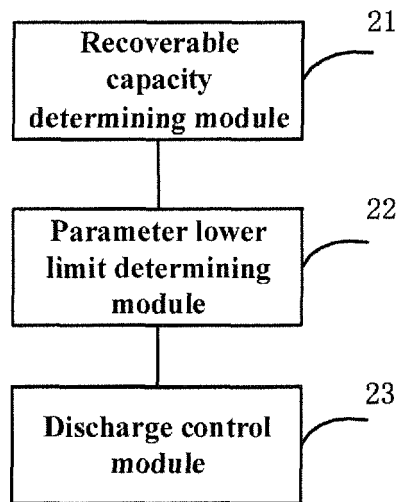 Recoverable
capacity
determining module
21
Parameter lower
limit determining
module
22
Discharge control
module
23